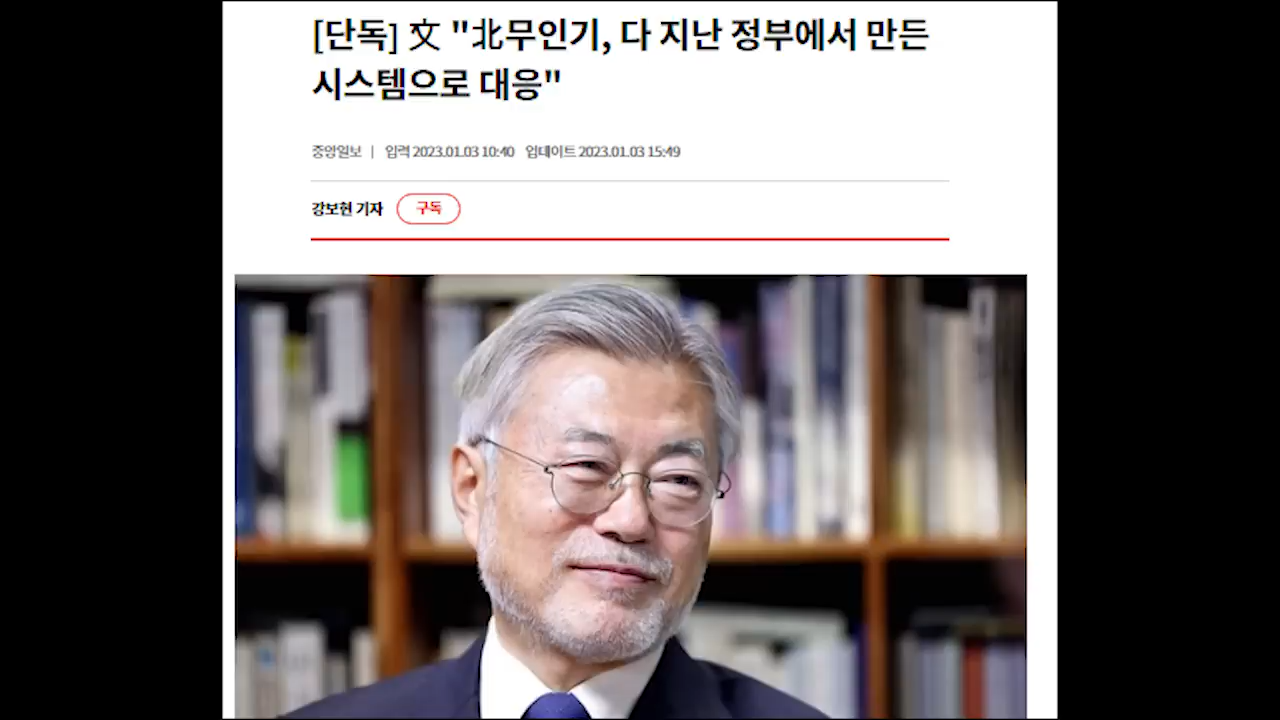 [단독] 文 "北무인기, 다 지난 정부에서 만든
시스템으로 대응"
중앙일보 | 입력 2023.01.03 10:40 업데이트 2023.01.03 15:49
강보현 기자 구독